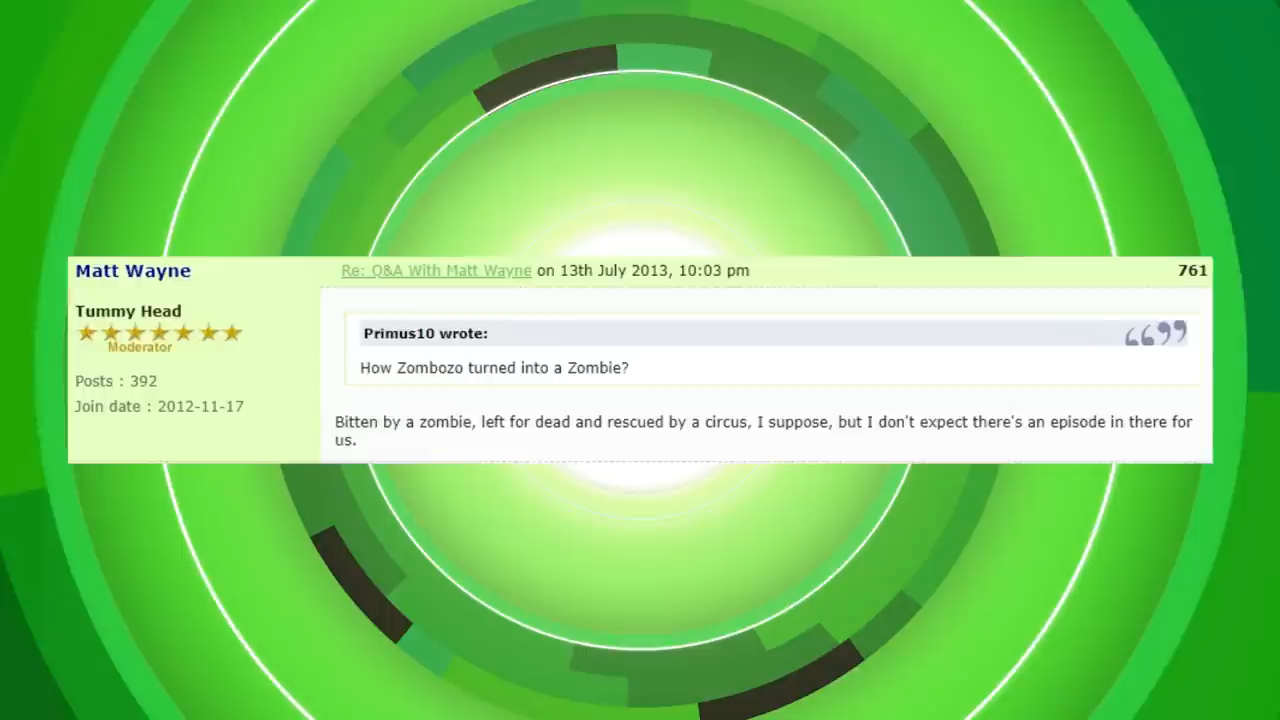 Matt Wayne
Re: Q&A With Matt Wayne on 13th July 2013, 10:03 pm
761
Tummy Head
Moderator
Posts : 392
Join date : 2012-11-17
Primus10 wrote:
How Zombozo turned into a Zombie?
Bitten by a zombie, left for dead and rescued by a circus, I suppose, but I don't expect there's an episode in there for
us.